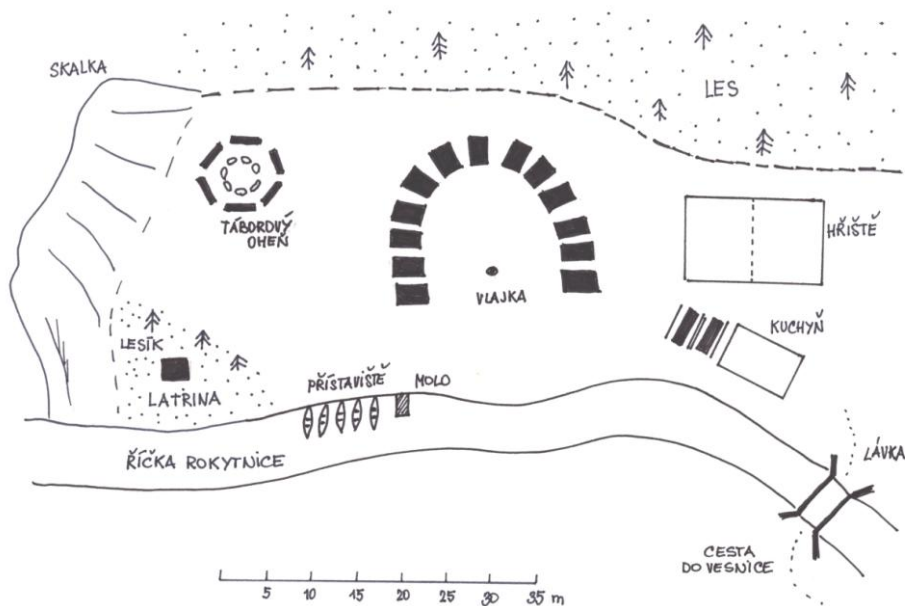 SKALKA
LES
TÁBOROVÝ
OHEŇ
HŘIŠTĚ
VLAJKA
KUCHYŇ
LESÍK
LATRINA
PŘÍSTAVIŠTĚ
MOLO
ŘÍČKA ROKYTNICE
LÁVKA
CESTA
DO VESNICE
5 10 15 20 25 30 35 m